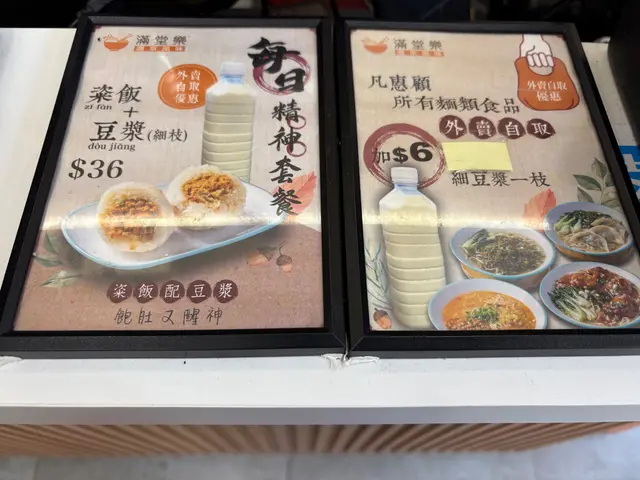 滿堂樂
外賣
自取
優惠
每日精神套餐
粢飯
zī fàn
+
豆漿(細枝)
dòu jiāng
$36
粢飯配豆漿
飽肚又醒神
滿堂樂
外賣自取
優惠
凡惠顧
所有麵類食品
外賣自取
加$6
細豆漿一枝